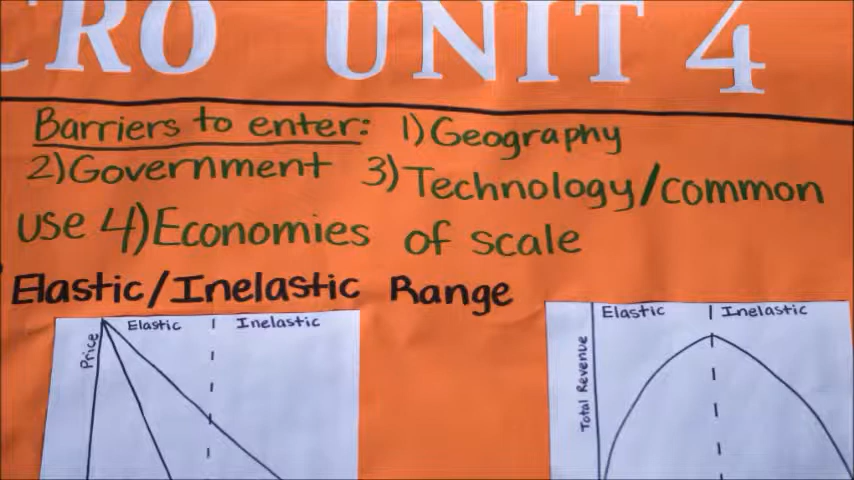 CRO UNIT 4
Barriers to enter: 1) Geography
2) Government 3) Technology/common
use 4) Economies of scale
Elastic/Inelastic Range
Elastic | Inelastic
Price
Elastic | Inelastic
Total Revenue